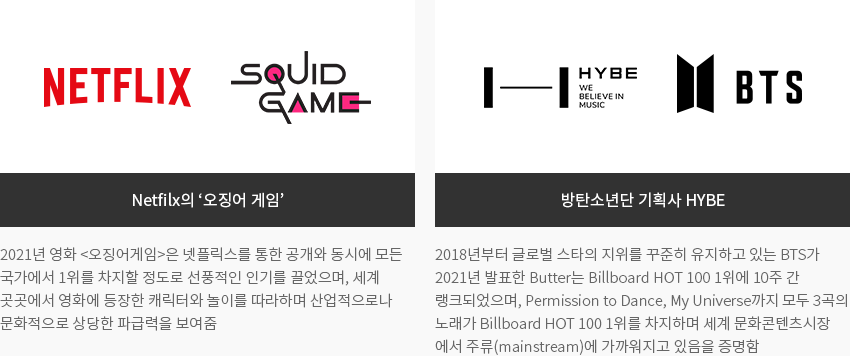 NETFLIX
SQUID
GAME
HYBE
WE
BELIEVE IN
MUSIC
BTS
Netfilx의 ‘오징어 게임’
2021년 영화 <오징어게임>은 넷플릭스를 통한 공개와 동시에 모든
국가에서 1위를 차지할 정도로 선풍적인 인기를 끌었으며, 세계
곳곳에서 영화에 등장한 캐릭터와 놀이를 따라하며 산업적으로나
문화적으로 상당한 파급력을 보여줌
방탄소년단 기획사 HYBE
2018년부터 글로벌 스타의 지위를 꾸준히 유지하고 있는 BTS가
2021년 발표한 Butter는 Billboard HOT 100 1위에 10주 간
랭크되었으며, Permission to Dance, My Universe까지 모두 3곡의
노래가 Billboard HOT 100 1위를 차지하며 세계 문화콘텐츠시장
에서 주류(mainstream)에 가까워지고 있음을 증명함